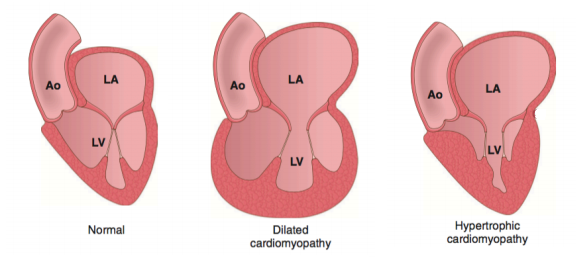 Ao
LA
LV
Normal
Ao
LA
LV
Dilated
cardiomyopathy
Ao
LA
LV
Hypertrophic
cardiomyopathy